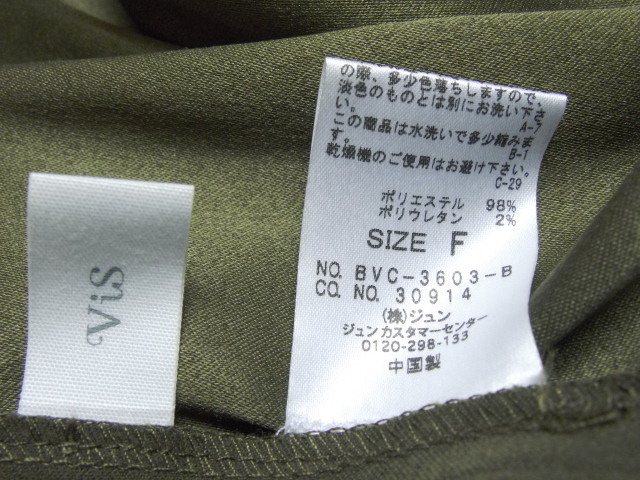 ViS
の際、多少色落ちしますので、
淡色のものとは別にお洗い下さ
い。
A-7
この商品は水洗いで多少縮みま
す。
B-1
乾燥機のご使用はお避け下さい。
C-29
ポリエステル 98%
ポリウレタン 2%
SIZE F
NO. BVC-3603-B
CO. NO. 30914
(株)ジュン
ジュンカスタマーセンター
0120-298-133
中国製